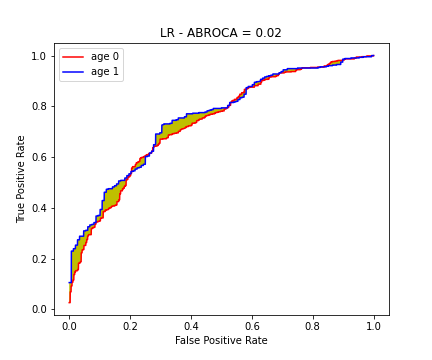 LR - ABROCA = 0.02
age 0
age 1
True Positive Rate
1.0
0.8
0.6
0.4
0.2
0.0
0.0 0.2 0.4 0.6 0.8 1.0
False Positive Rate